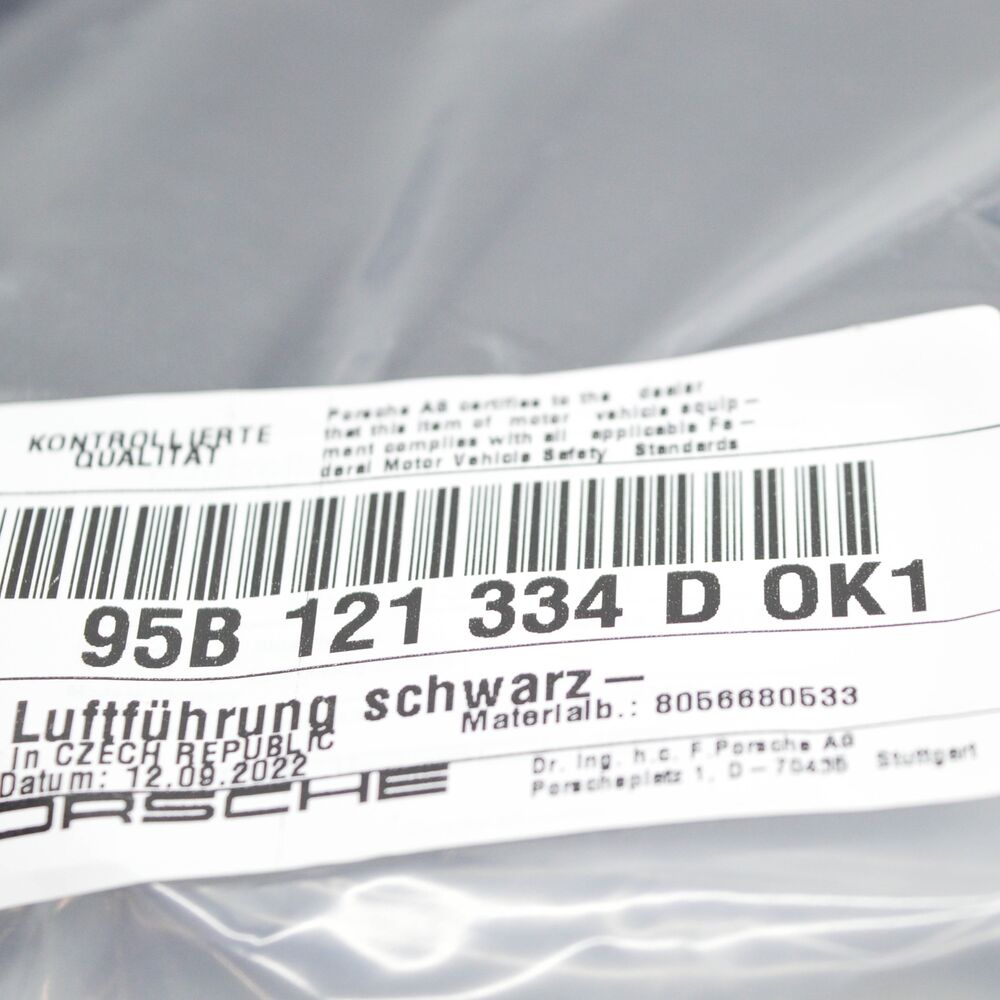 KONTROLLIERTE
QUALITÄT
Porsche AG certifies to the dealer
that this item of motor vehicle equip-
ment complies with all applicable Fe-
deral Motor Vehicle Safety Standards
95B 121 334 D OK1
Luftführung schwarz-
Materialb.: 8056680533
In CZECH REPUBLIC
Datum: 12.09.2022
ORSCHE
Dr. Ing. h.c. F.Porsche AG Stuttgart
Porscheplatz 1, D-70435